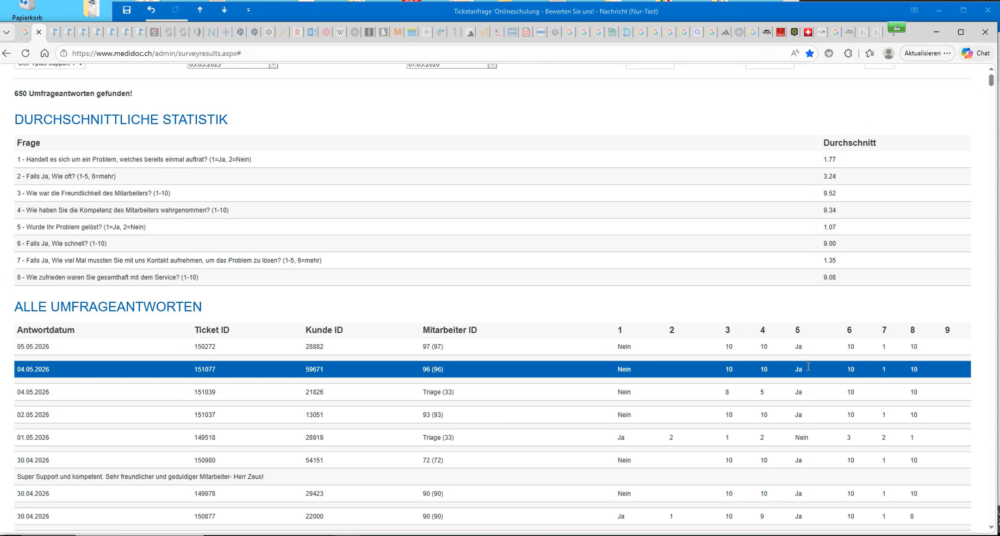 Papierkorb
Ticketanfrage 'Onlineschulung - Bewerten Sie uns! - Nachricht (Nur-Text)
https://www.medidoc.ch/admin/surveyresults.aspx#
Aktualisieren ...
Chat
650 Umfrageantworten gefunden!
DURCHSCHNITTLICHE STATISTIK
Frage Durchschnitt
1 - Handelt es sich um ein Problem, welches bereits einmal auftrat? (1=Ja, 2=Nein) 1.77
2 - Falls Ja, Wie oft? (1-5, 6=mehr) 3.24
3 - Wie war die Freundlichkeit des Mitarbeiters? (1-10) 9.52
4 - Wie haben Sie die Kompetenz des Mitarbeiters wahrgenommen? (1-10) 9.34
5 - Wurde Ihr Problem gelöst? (1=Ja, 2=Nein) 1.07
6 - Falls Ja, Wie schnell? (1-10) 9.00
7 - Falls Ja, Wie viel Mal mussten Sie mit uns Kontakt aufnehmen, um das Problem zu lösen? (1-5, 6=mehr) 1.35
8 - Wie zufrieden waren Sie gesamthaft mit dem Service? (1-10) 9.08
ALLE UMFRAGEANTWORTEN
Antwortdatum Ticket ID Kunde ID Mitarbeiter ID 1 2 3 4 5 6 7 8 9
05.05.2026 150272 28882 97 (97) Nein 10 10 Ja 10 1 10
04.05.2026 151077 59671 96 (96) Nein 10 10 Ja 10 1 10
04.05.2026 151039 21826 Triage (33) Nein 8 5 Ja 10 10
02.05.2026 151037 13051 93 (93) Nein 10 10 Ja 10 1 10
01.05.2026 149518 28919 Triage (33) Ja 2 1 2 Nein 3 2 1
30.04.2026 150980 54151 72 (72) Nein 10 10 Ja 10 1 10
Super Support und kompetent. Sehr freundlicher und geduldiger Mitarbeiter- Herr Zeus!
30.04.2026 149978 29423 90 (90) Nein 10 10 Ja 10 1 10
30.04.2026 150877 22000 90 (90) Ja 1 10 9 Ja 10 1 8